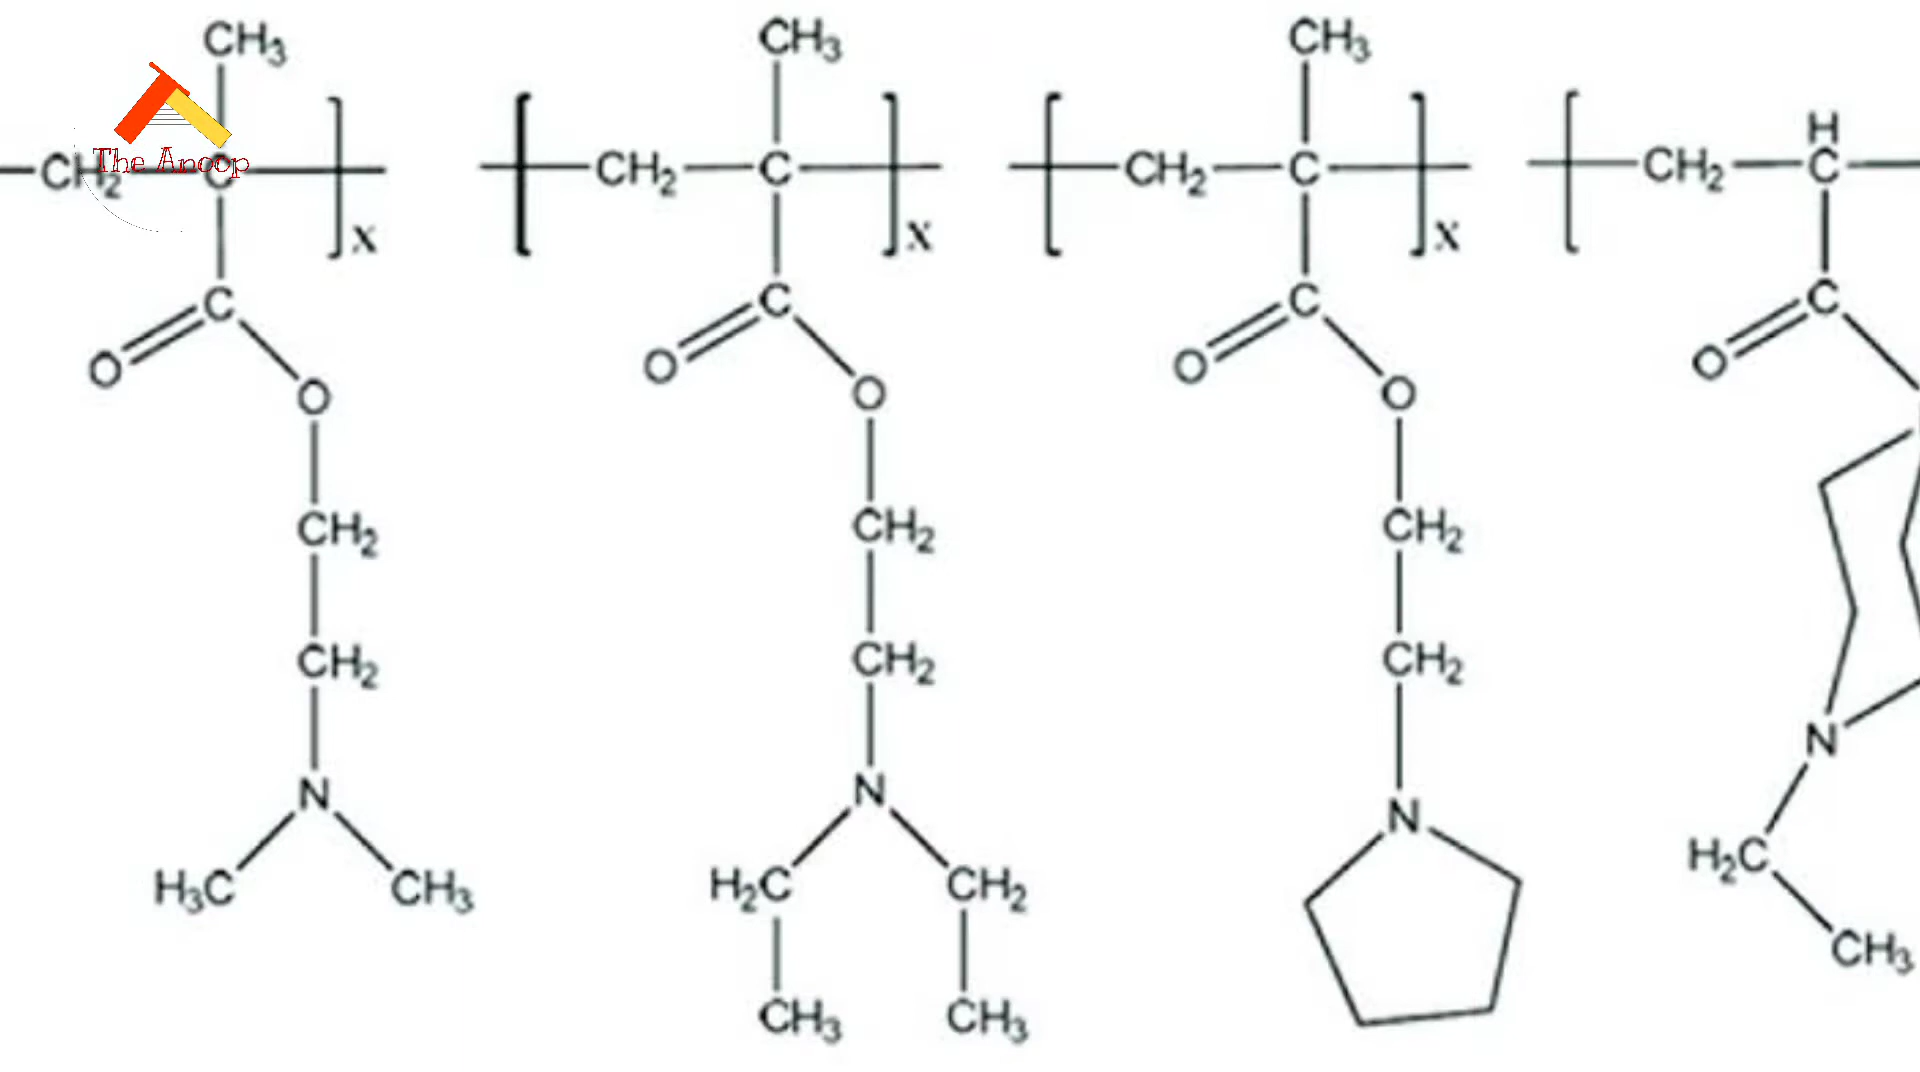 CH3 CH3 CH3
The Anoop
H
CH2 C CH2 C CH2 C CH2 C
x x x
C C C C
O O O O
O O O
CH2 CH2 CH2
CH2 CH2 CH2
N N N N
H3C CH3 H2C CH2 H2C
CH3
CH3 CH3